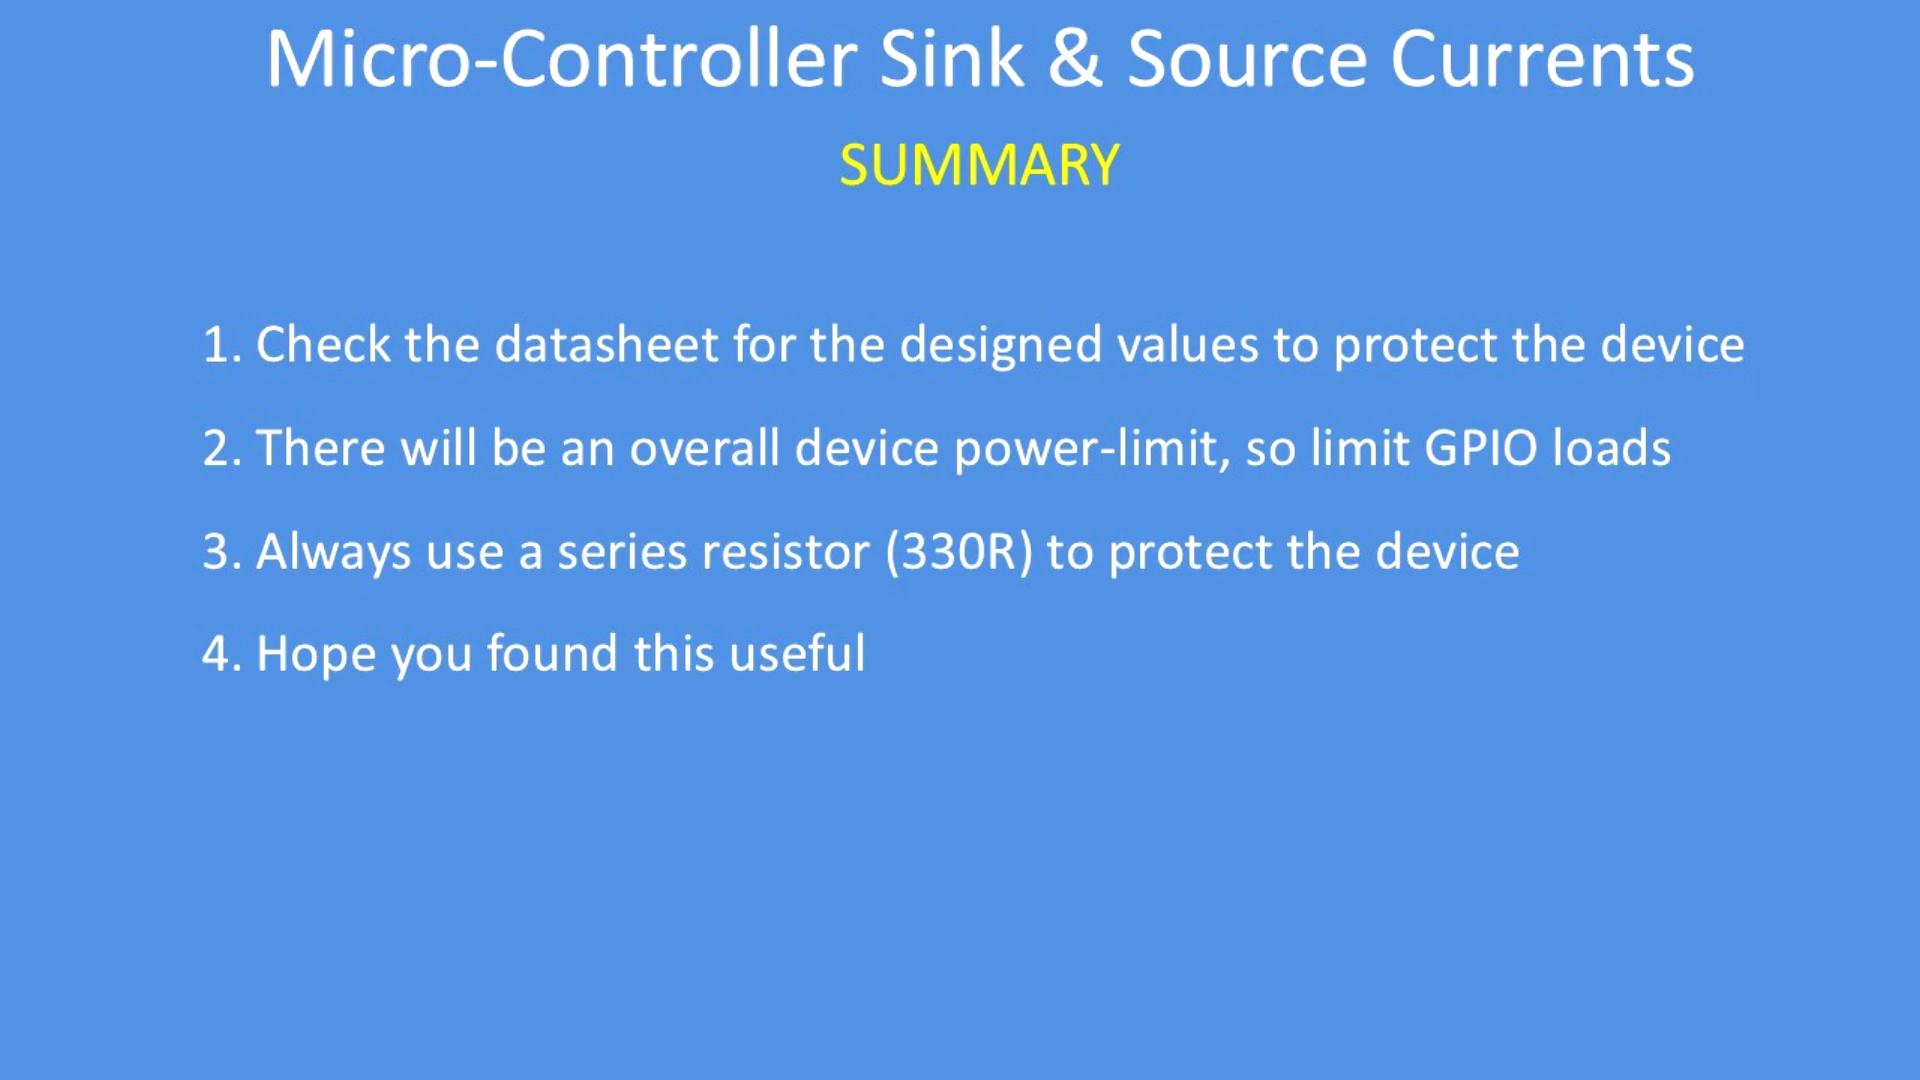 Micro-Controller Sink & Source Currents
SUMMARY
1. Check the datasheet for the designed values to protect the device
2. There will be an overall device power-limit, so limit GPIO loads
3. Always use a series resistor (330R) to protect the device
4. Hope you found this useful